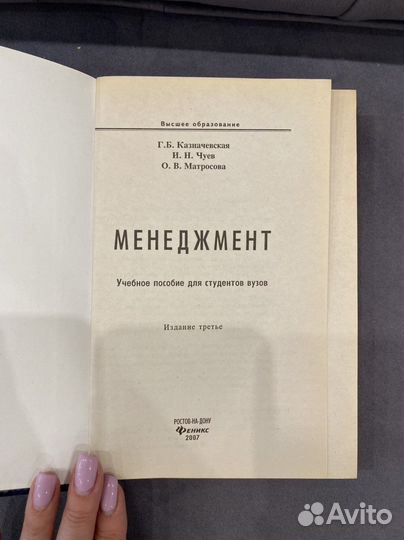 Высшее образование
Г.Б. Казначевская
И. Н. Чуев
О. В. Матросова
МЕНЕДЖМЕНТ
Учебное пособие для студентов вузов
Издание третье
РОСТОВ-НА-ДОНУ
Феникс
2007
Avito